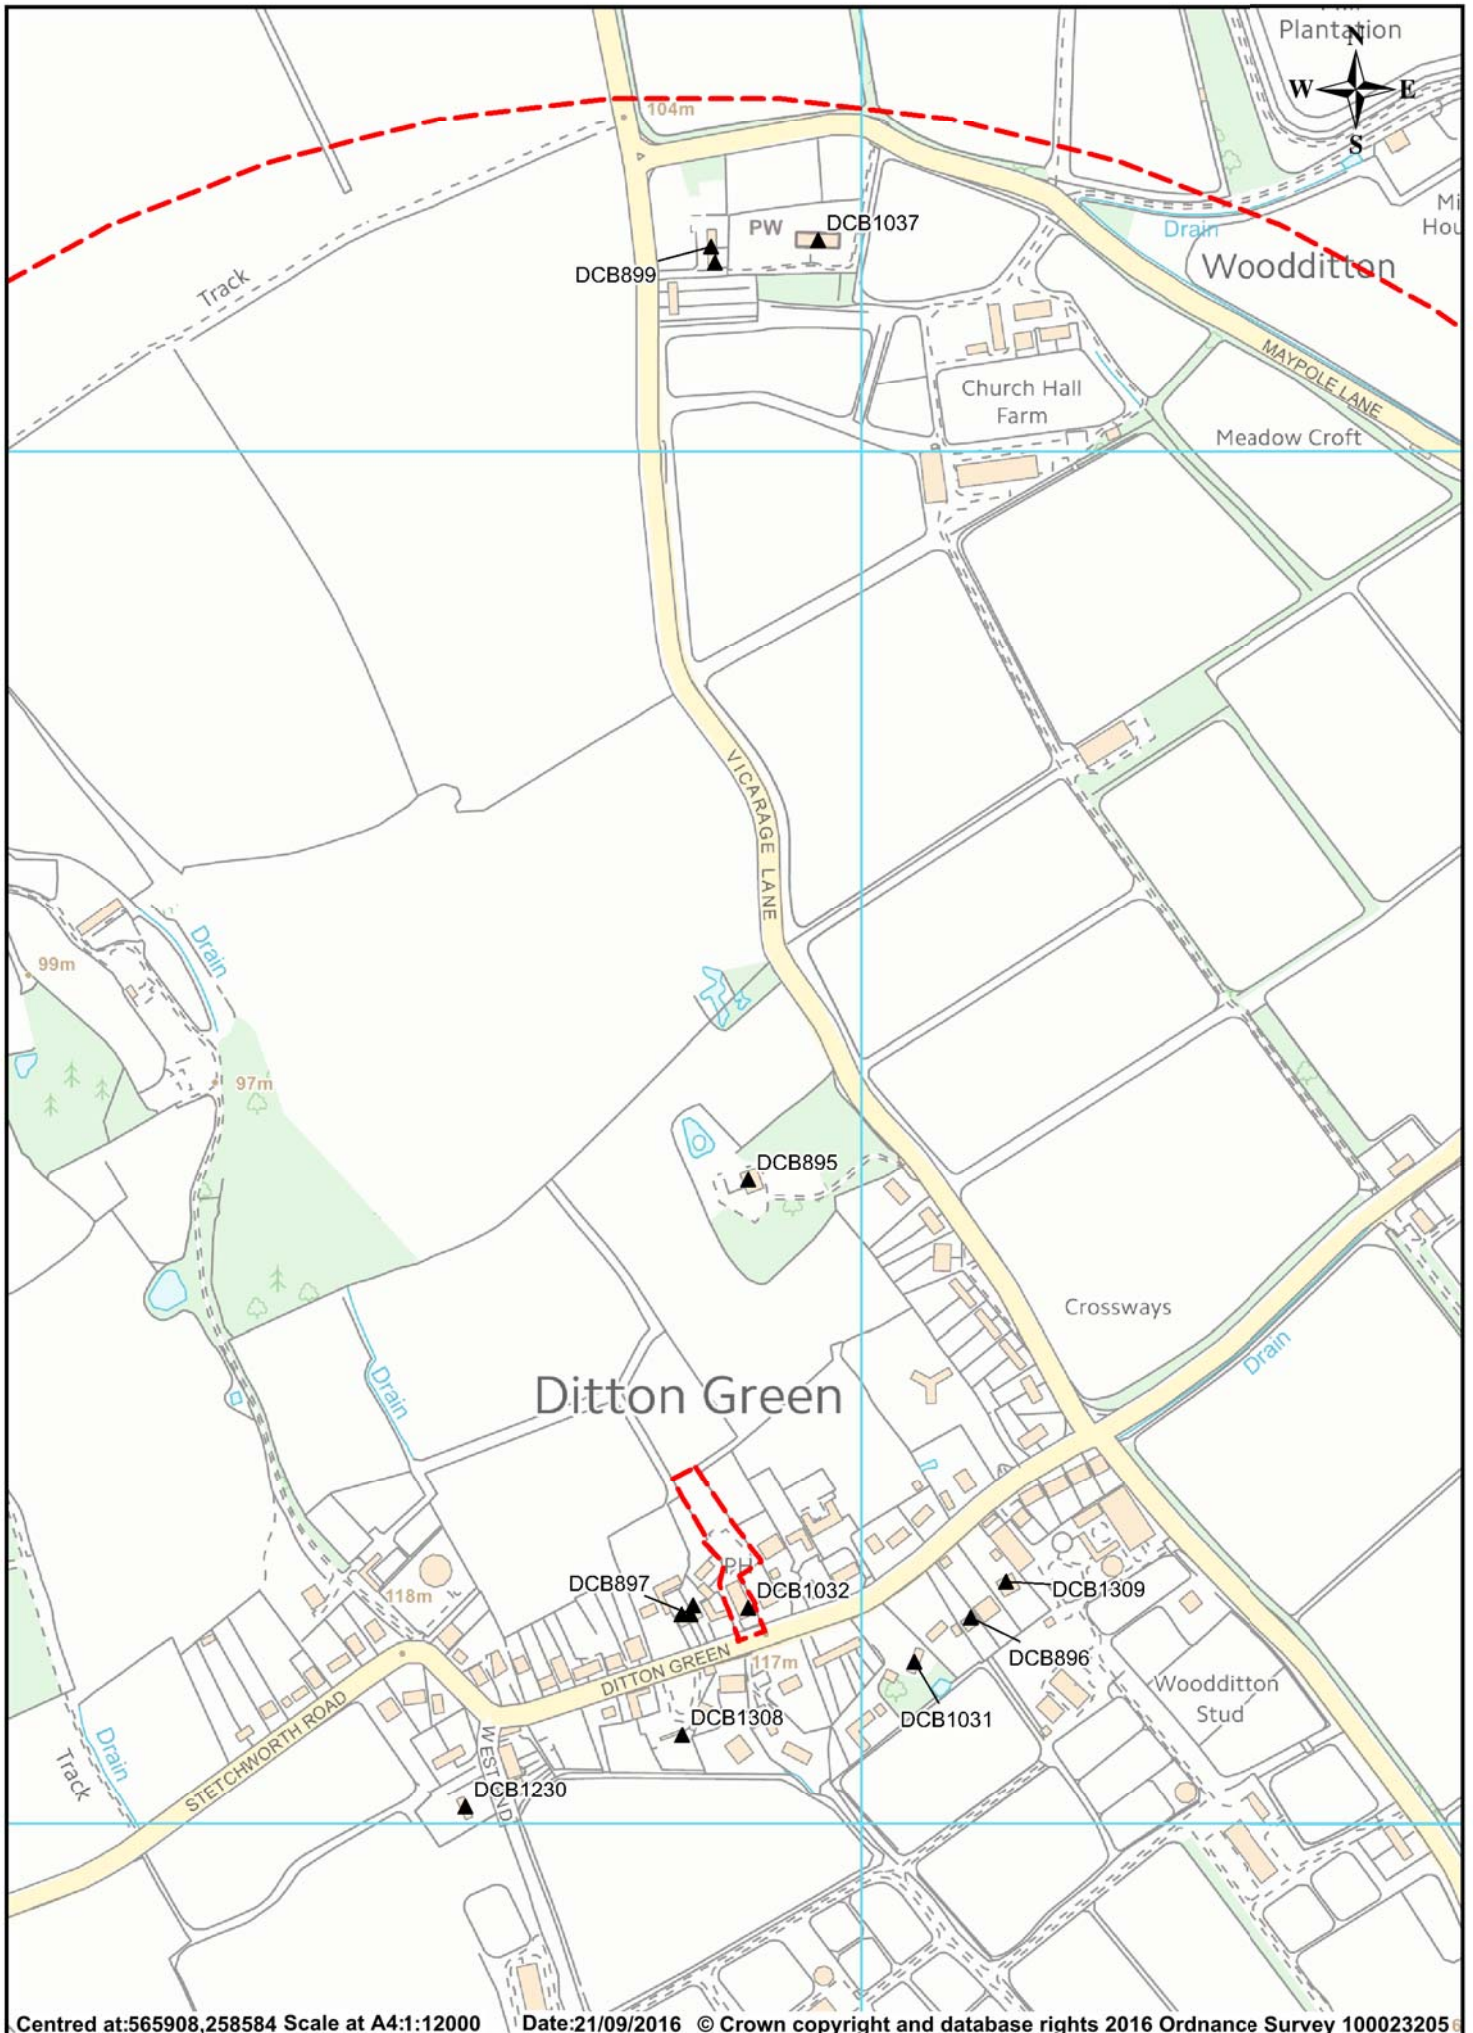 Plantation
N
W E
S
104m
PW
DCB1037
DCB899
Drain
Woodditton
Track
MAYPOLE LANE
Church Hall
Farm
Meadow Croft
VICARAGE LANE
Drain
99m
97m
DCB895
Crossways
Drain
Drain
Ditton Green
PH
DCB897
DCB1032
DCB1309
118m
DCB896
DITTON GREEN
117m
Woodditton
Stud
DCB1031
DCB1308
STETCHWORTH ROAD
WEST END
Drain
Track
DCB1230
Centred at:565908,258584 Scale at A4:1:12000 Date:21/09/2016 © Crown copyright and database rights 2016 Ordnance Survey 100023205